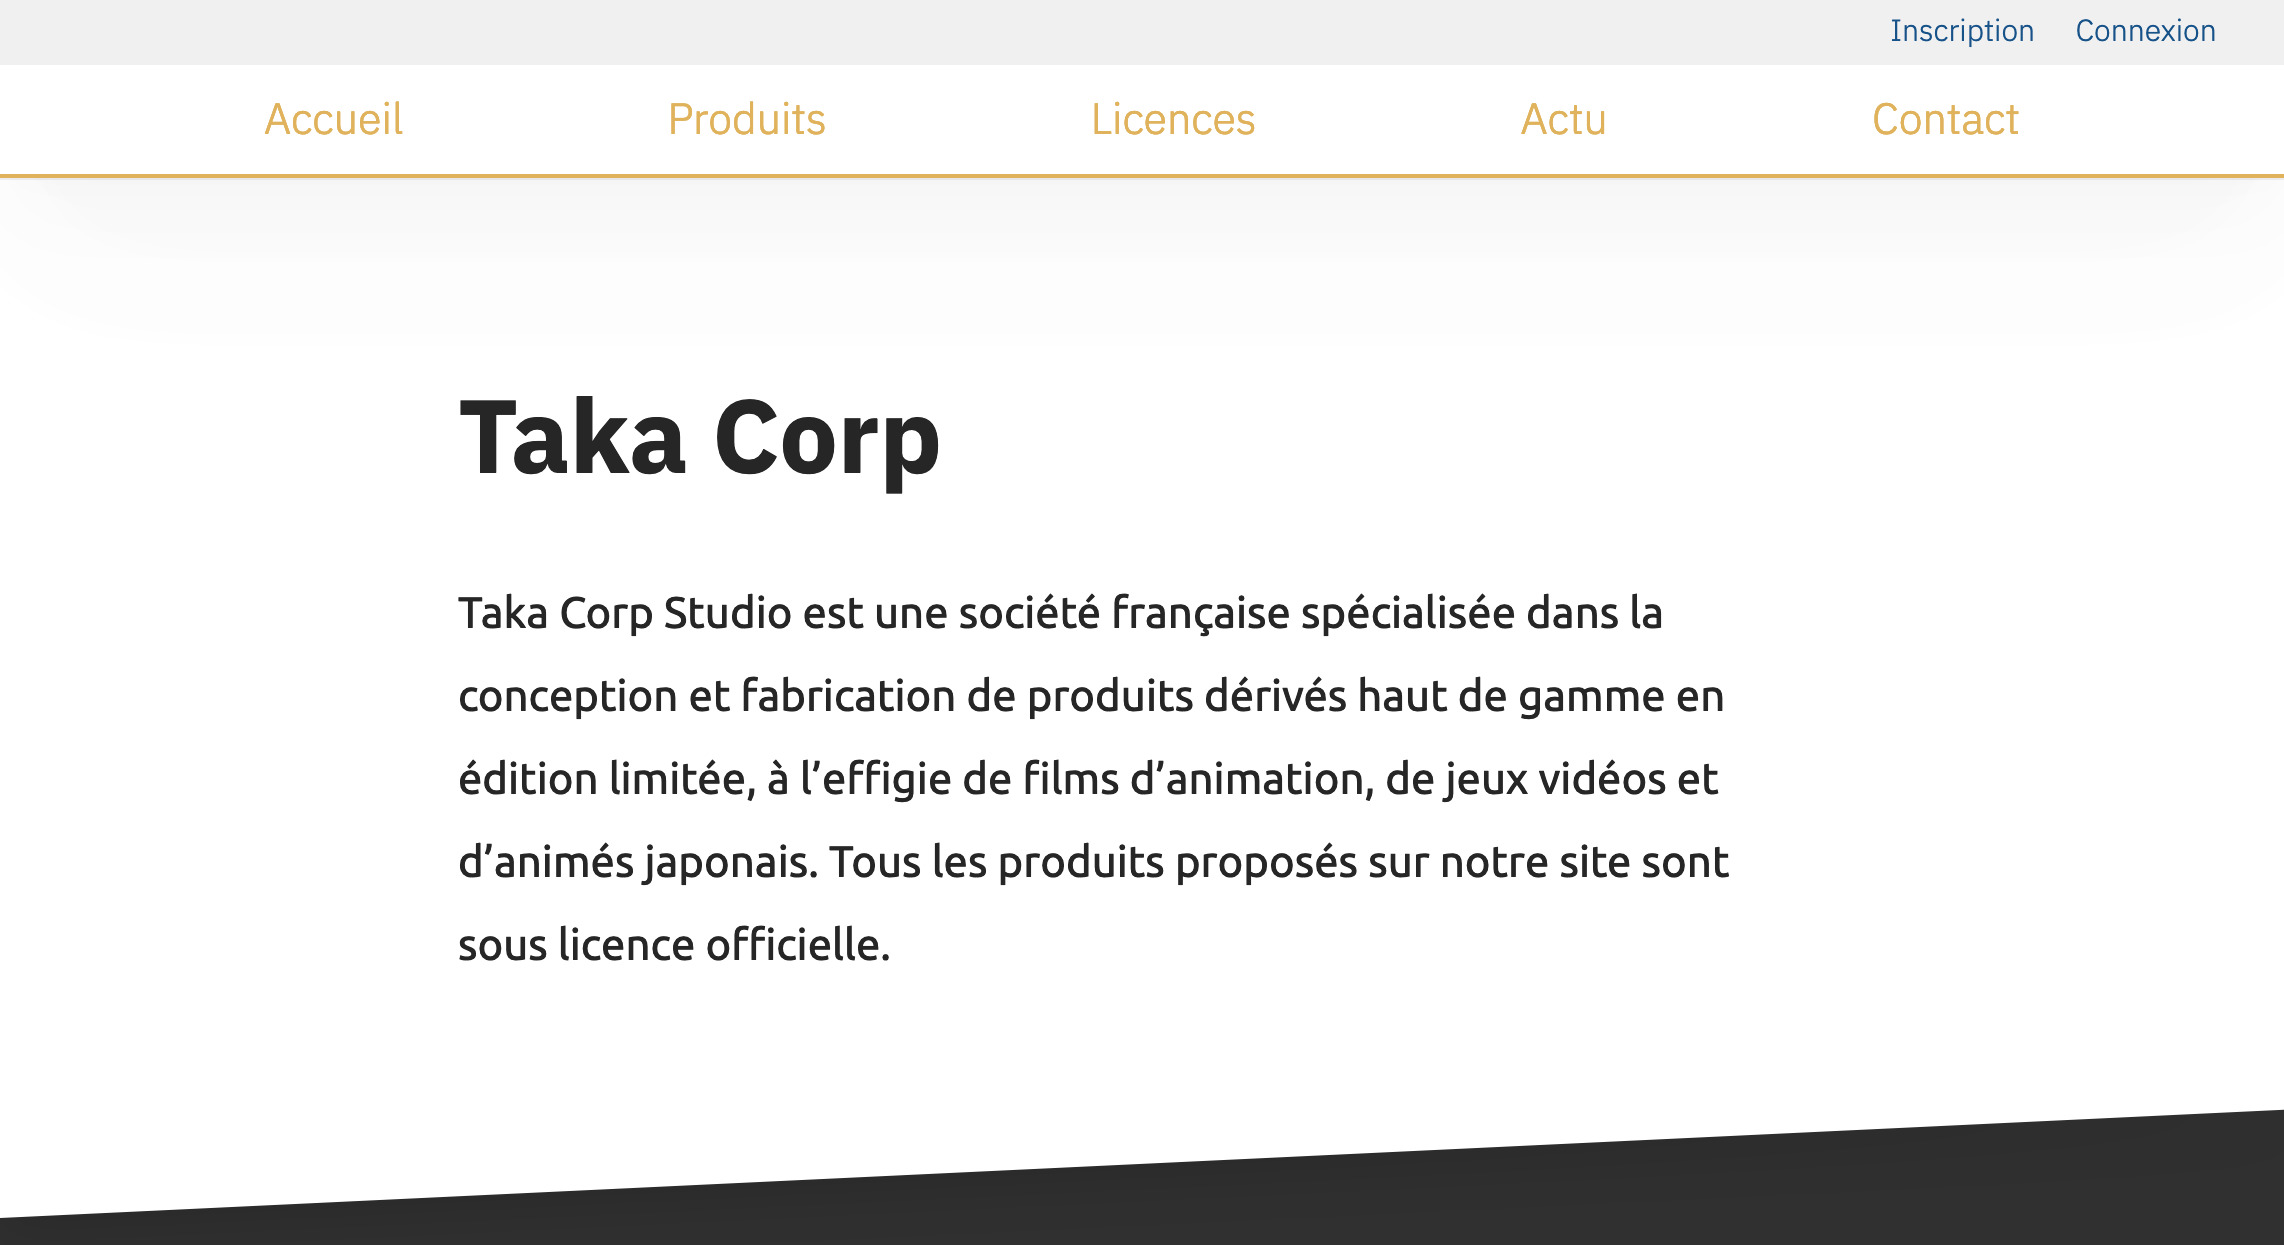 Inscription Connexion
Accueil Produits Licences Actu Contact
Taka Corp
Taka Corp Studio est une société française spécialisée dans la
conception et fabrication de produits dérivés haut de gamme en
édition limitée, à l’effigie de films d’animation, de jeux vidéos et
d’animés japonais. Tous les produits proposés sur notre site sont
sous licence officielle.